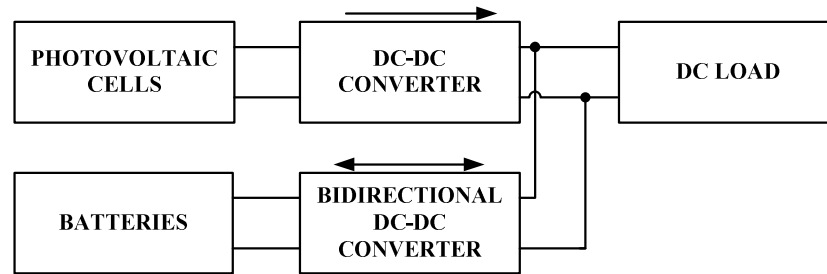 PHOTOVOLTAIC
CELLS
DC-DC
CONVERTER
DC LOAD
BATTERIES
BIDIRECTIONAL
DC-DC
CONVERTER